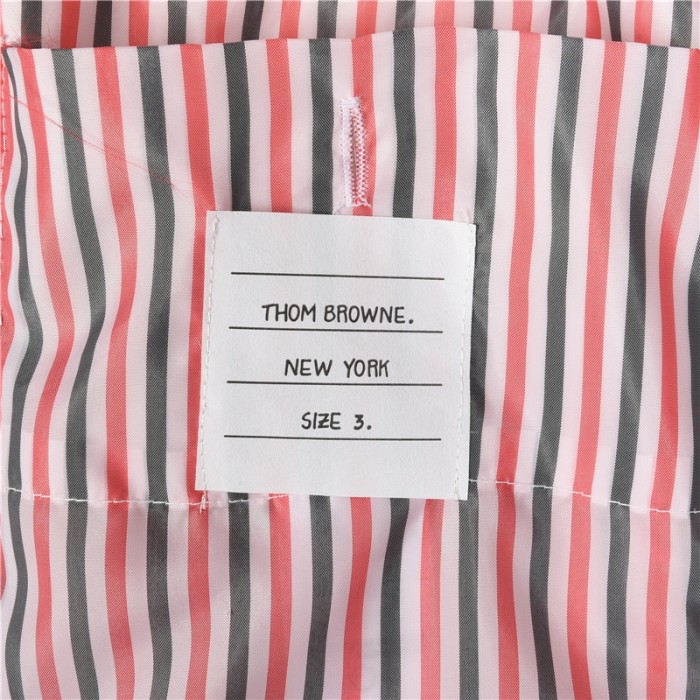 THOM BROWNE.
NEW YORK
SIZE 3.